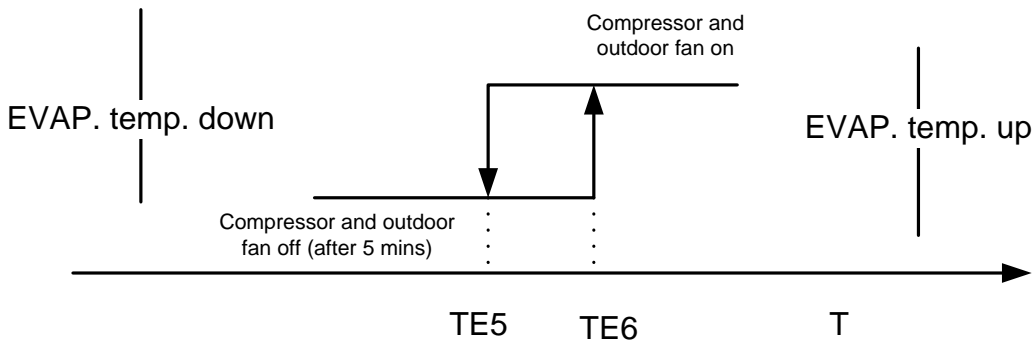 Compressor and
outdoor fan on
EVAP. temp. down
EVAP. temp. up
Compressor and outdoor
fan off (after 5 mins)
TE5
TE6
T